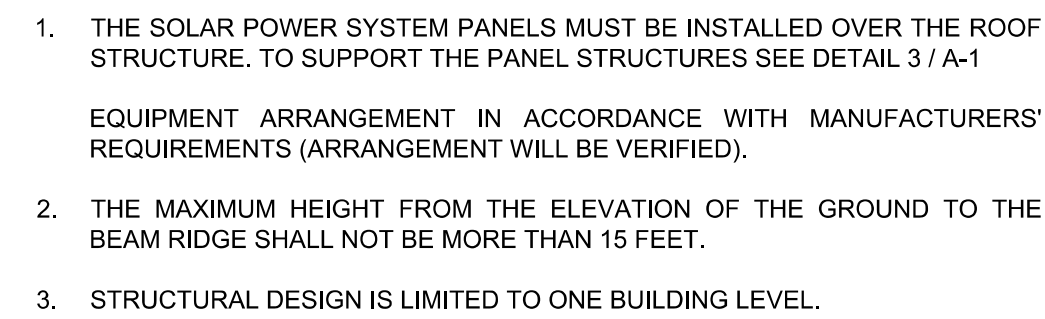 1. THE SOLAR POWER SYSTEM PANELS MUST BE INSTALLED OVER THE ROOF
STRUCTURE. TO SUPPORT THE PANEL STRUCTURES SEE DETAIL 3 / A-1
EQUIPMENT ARRANGEMENT IN ACCORDANCE WITH MANUFACTURERS'
REQUIREMENTS (ARRANGEMENT WILL BE VERIFIED).
2. THE MAXIMUM HEIGHT FROM THE ELEVATION OF THE GROUND TO THE
BEAM RIDGE SHALL NOT BE MORE THAN 15 FEET.
3. STRUCTURAL DESIGN IS LIMITED TO ONE BUILDING LEVEL.